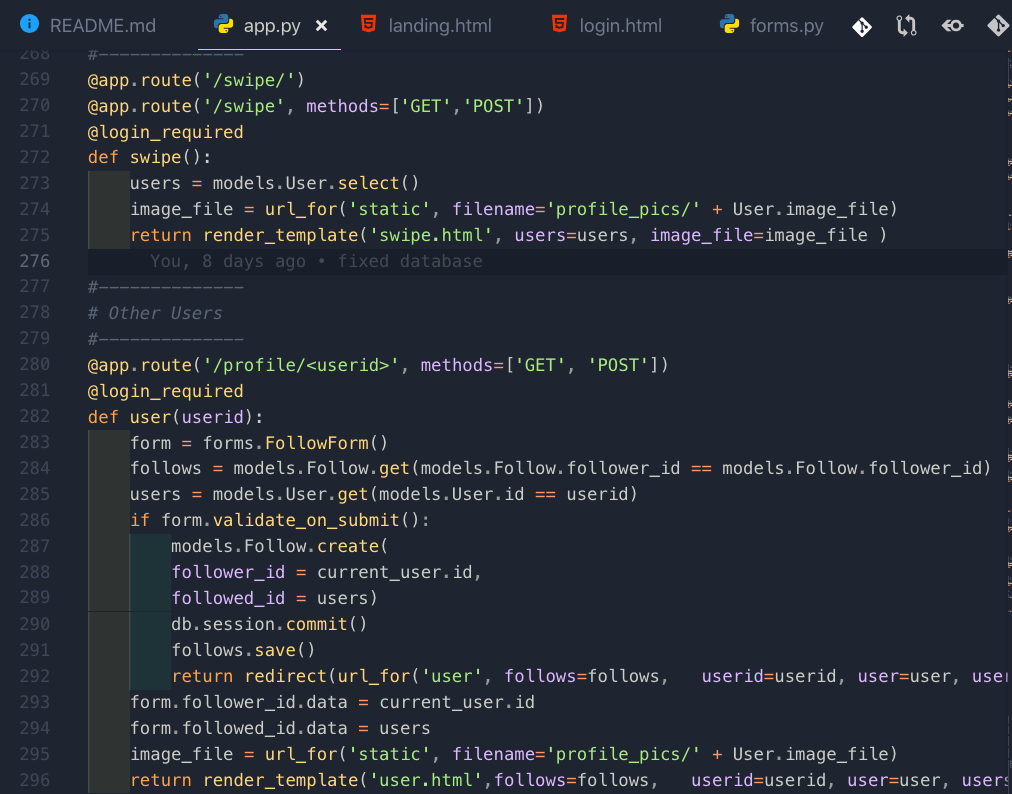 README.md app.py × landing.html login.html forms.py
268 #--------------
269 @app.route('/swipe/')
270 @app.route('/swipe', methods=['GET','POST'])
271 @login_required
272 def swipe():
273 users = models.User.select()
274 image_file = url_for('static', filename='profile_pics/' + User.image_file)
275 return render_template('swipe.html', users=users, image_file=image_file )
276 You, 8 days ago • fixed database
277 #--------------
278 # Other Users
279 #--------------
280 @app.route('/profile/<userid>', methods=['GET', 'POST'])
281 @login_required
282 def user(userid):
283 form = forms.FollowForm()
284 follows = models.Follow.get(models.Follow.follower_id == models.Follow.follower_id)
285 users = models.User.get(models.User.id == userid)
286 if form.validate_on_submit():
287 models.Follow.create(
288 follower_id = current_user.id,
289 followed_id = users)
290 db.session.commit()
291 follows.save()
292 return redirect(url_for('user', follows=follows, userid=userid, user=user, user
293 form.follower_id.data = current_user.id
294 form.followed_id.data = users
295 image_file = url_for('static', filename='profile_pics/' + User.image_file)
296 return render_template('user.html',follows=follows, userid=userid, user=user, users